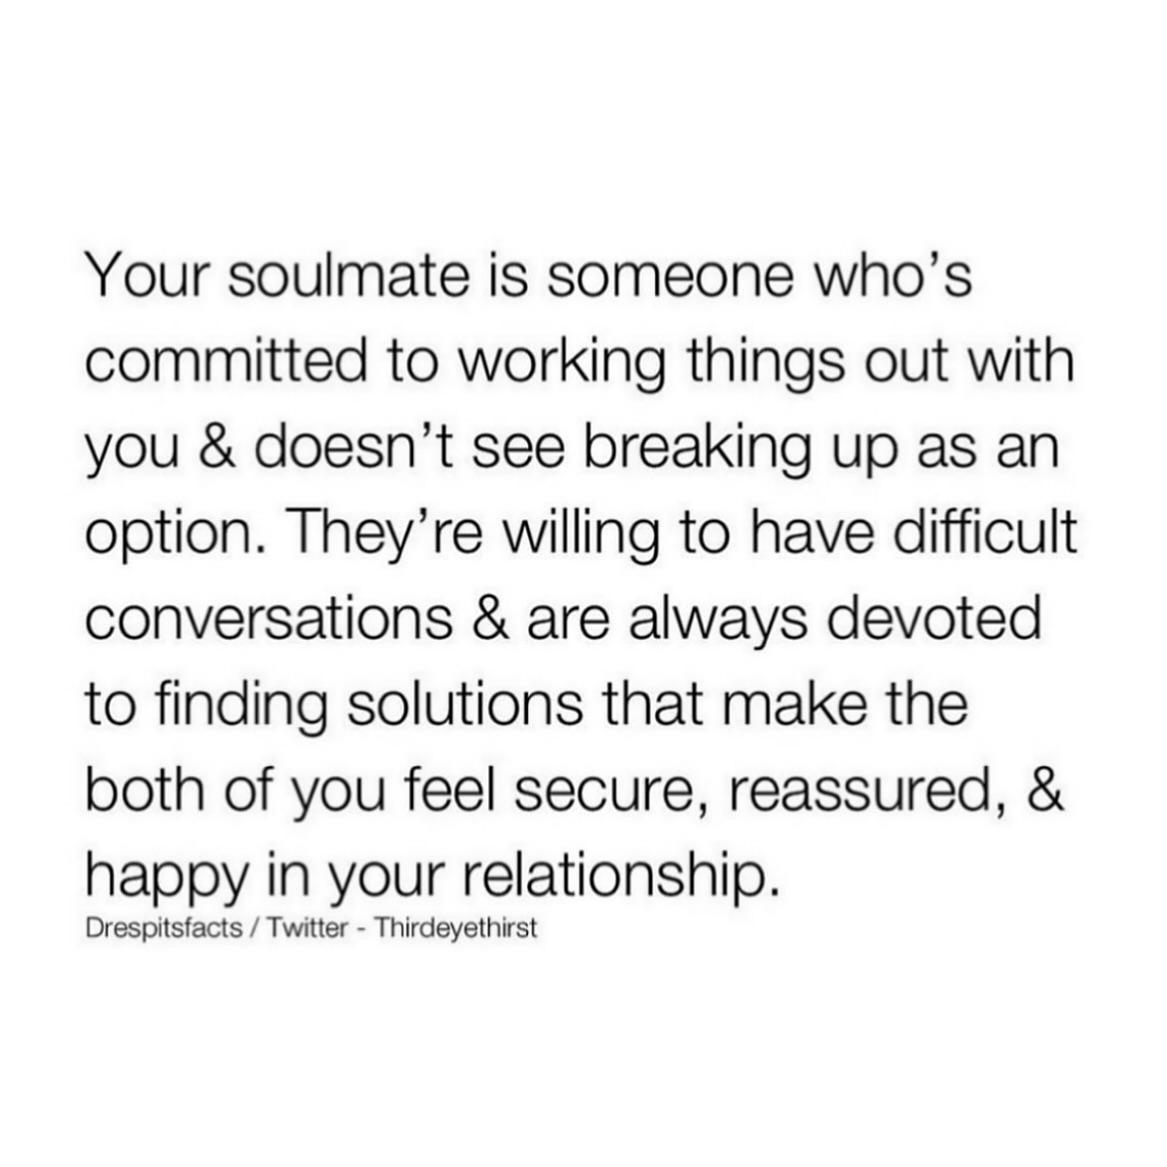 Your soulmate is someone who’s
committed to working things out with
you & doesn’t see breaking up as an
option. They’re willing to have difficult
conversations & are always devoted
to finding solutions that make the
both of you feel secure, reassured, &
happy in your relationship.
Drespitsfacts / Twitter - Thirdeyethirst